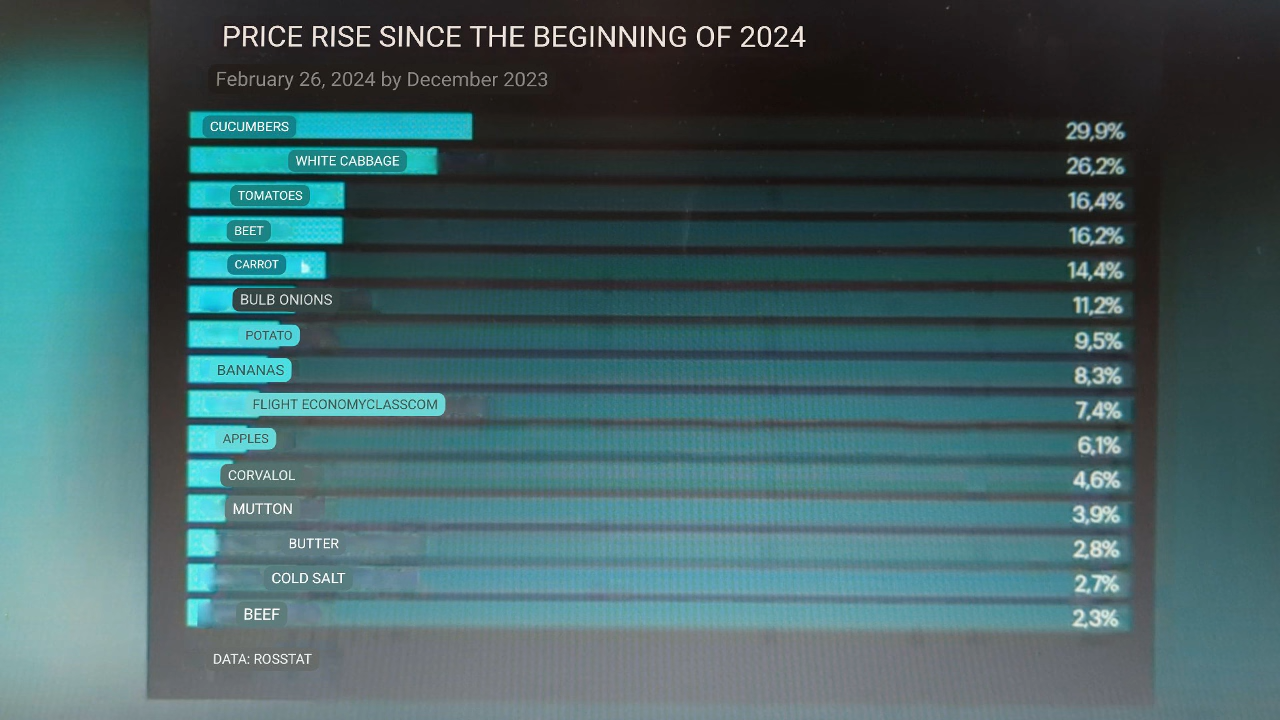 PRICE RISE SINCE THE BEGINNING OF 2024
February 26, 2024 by December 2023
CUCUMBERS 29,9%
WHITE CABBAGE 26,2%
TOMATOES 16,4%
BEET 16,2%
CARROT 14,4%
BULB ONIONS 11,2%
POTATO 9,5%
BANANAS 8,3%
FLIGHT ECONOMYCLASSCOM 7,4%
APPLES 6,1%
CORVALOL 4,6%
MUTTON 3,9%
BUTTER 2,8%
COLD SALT 2,7%
BEEF 2,3%
DATA: ROSSTAT